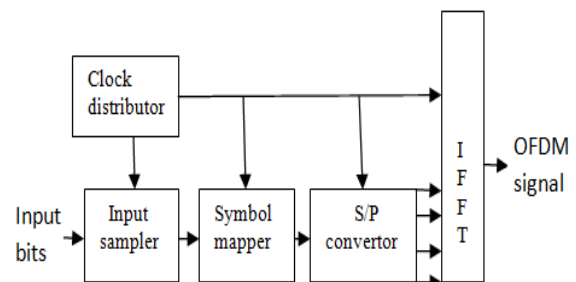 Clock
distributor
Input
bits
Input
sampler
Symbol
mapper
S/P
convertor
I
F
F
T
OFDM
signal